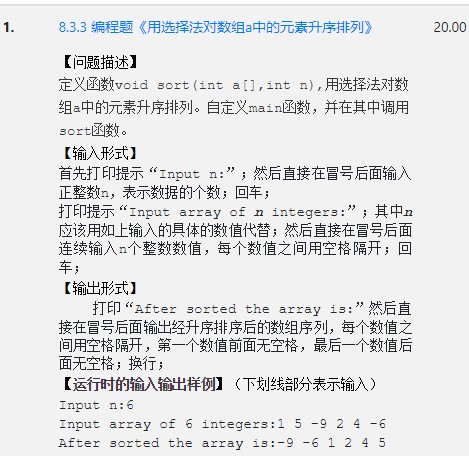 1. 8.3.3 编程题《用选择法对数组a中的元素升序排列》 20.00
【问题描述】
定义函数void sort(int a[],int n),用选择法对数
组a中的元素升序排列。自定义main函数，并在其中调用
sort函数。
【输入形式】
首先打印提示“Input n:”；然后直接在冒号后面输入
正整数n，表示数据的个数；回车；
打印提示“Input array of n integers:”；其中n
应该用如上输入的具体的数值代替；然后直接在冒号后面
连续输入n个整数数值，每个数值之间用空格隔开；回
车；
【输出形式】
打印“After sorted the array is:”然后直
接在冒号后面输出经升序排序后的数组序列，每个数值之
间用空格隔开，第一个数值前面无空格，最后一个数值后
面无空格；换行；
【运行时的输入输出样例】（下划线部分表示输入）
Input n:6
Input array of 6 integers:1 5 -9 2 4 -6
After sorted the array is:-9 -6 1 2 4 5